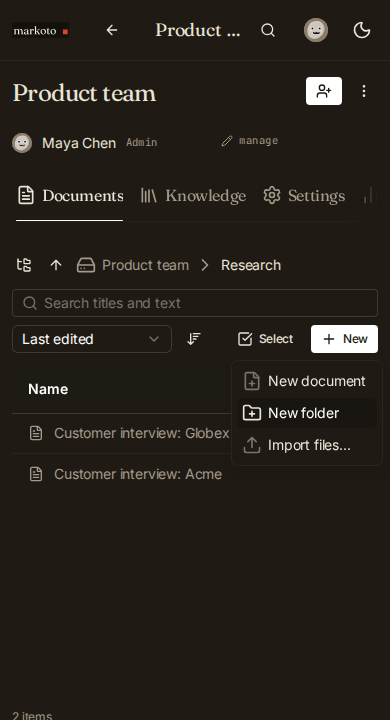 markoto
Product ...
Product team
Maya Chen Admin manage
Documents Knowledge Settings
Product team Research
Search titles and text
Last edited Select New
Name
New document
New folder
Import files...
Customer interview: Globex
Customer interview: Acme
2 items